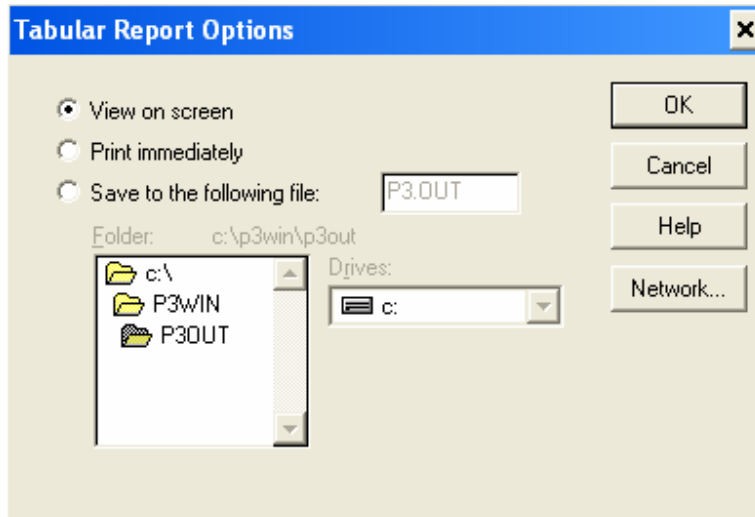 Tabular Report Options
View on screen
Print immediately
Save to the following file: P3.OUT
Folder: c:\p3win\p3out
c:\
P3WIN
P3OUT
Drives:
c:
OK
Cancel
Help
Network...